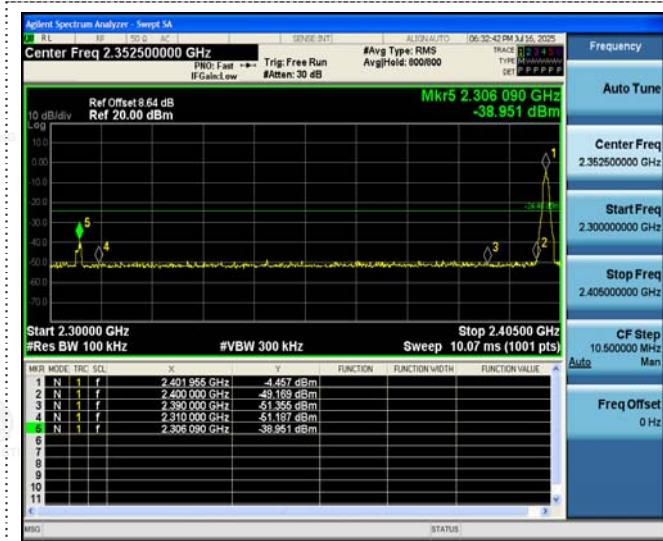 Agilent Spectrum Analyzer - Swept SA
RL RF 50 Ω AC SENSE:INT ALIGNAUTO 06:32:42 PM Jul 16, 2025
Center Freq 2.352500000 GHz
PNO: Fast
IFGain:Low
Trig: Free Run
#Atten: 30 dB
#Avg Type: RMS
Avg|Hold: 800/800
TRACE 1 2 3 4 5 6
TYPE M
DET P P P P P P
Frequency
Mkr5 2.306 090 GHz
-38.951 dBm
Ref Offset 8.64 dB
10 dB/div Ref 20.00 dBm
Log
10.0
0.00
-10.0
-20.0
-30.0
-40.0
-50.0
-60.0
-70.0
1
5
4
3
2
Start 2.30000 GHz Stop 2.40500 GHz
#Res BW 100 kHz #VBW 300 kHz Sweep 10.07 ms (1001 pts)
MKR MODE TRC SCL X Y FUNCTION FUNCTION WIDTH FUNCTION VALUE
1 N 1 f 2.401 955 GHz -4.457 dBm
2 N 1 f 2.400 000 GHz -49.169 dBm
3 N 1 f 2.390 000 GHz -51.355 dBm
4 N 1 f 2.310 000 GHz -51.187 dBm
5 N 1 f 2.306 090 GHz -38.951 dBm
6
7
8
9
10
11
MSG STATUS
Auto Tune
Center Freq
2.352500000 GHz
Start Freq
2.300000000 GHz
Stop Freq
2.405000000 GHz
CF Step
10.500000 MHz
Auto Man
Freq Offset
0 Hz